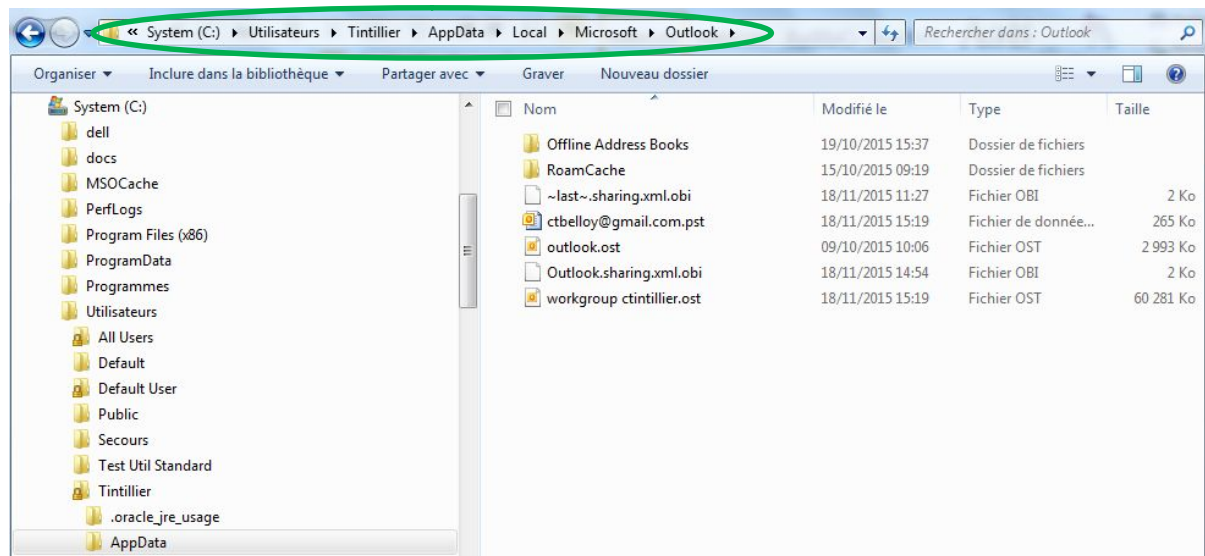 « System (C:) ▸ Utilisateurs ▸ Tintillier ▸ AppData ▸ Local ▸ Microsoft ▸ Outlook ▸ Rechercher dans : Outlook
Organiser ▾ Inclure dans la bibliothèque ▾ Partager avec ▾ Graver Nouveau dossier
System (C:)
dell
docs
MSOCache
PerfLogs
Program Files (x86)
ProgramData
Programmes
Utilisateurs
All Users
Default
Default User
Public
Secours
Test Util Standard
Tintillier
.oracle_jre_usage
AppData
Nom Modifié le Type Taille
Offline Address Books 19/10/2015 15:37 Dossier de fichiers
RoamCache 15/10/2015 09:19 Dossier de fichiers
~last~.sharing.xml.obi 18/11/2015 11:27 Fichier OBI 2 Ko
ctbelloy@gmail.com.pst 18/11/2015 15:19 Fichier de donnée... 265 Ko
outlook.ost 09/10/2015 10:06 Fichier OST 2 993 Ko
Outlook.sharing.xml.obi 18/11/2015 14:54 Fichier OBI 2 Ko
workgroup ctintillier.ost 18/11/2015 15:19 Fichier OST 60 281 Ko